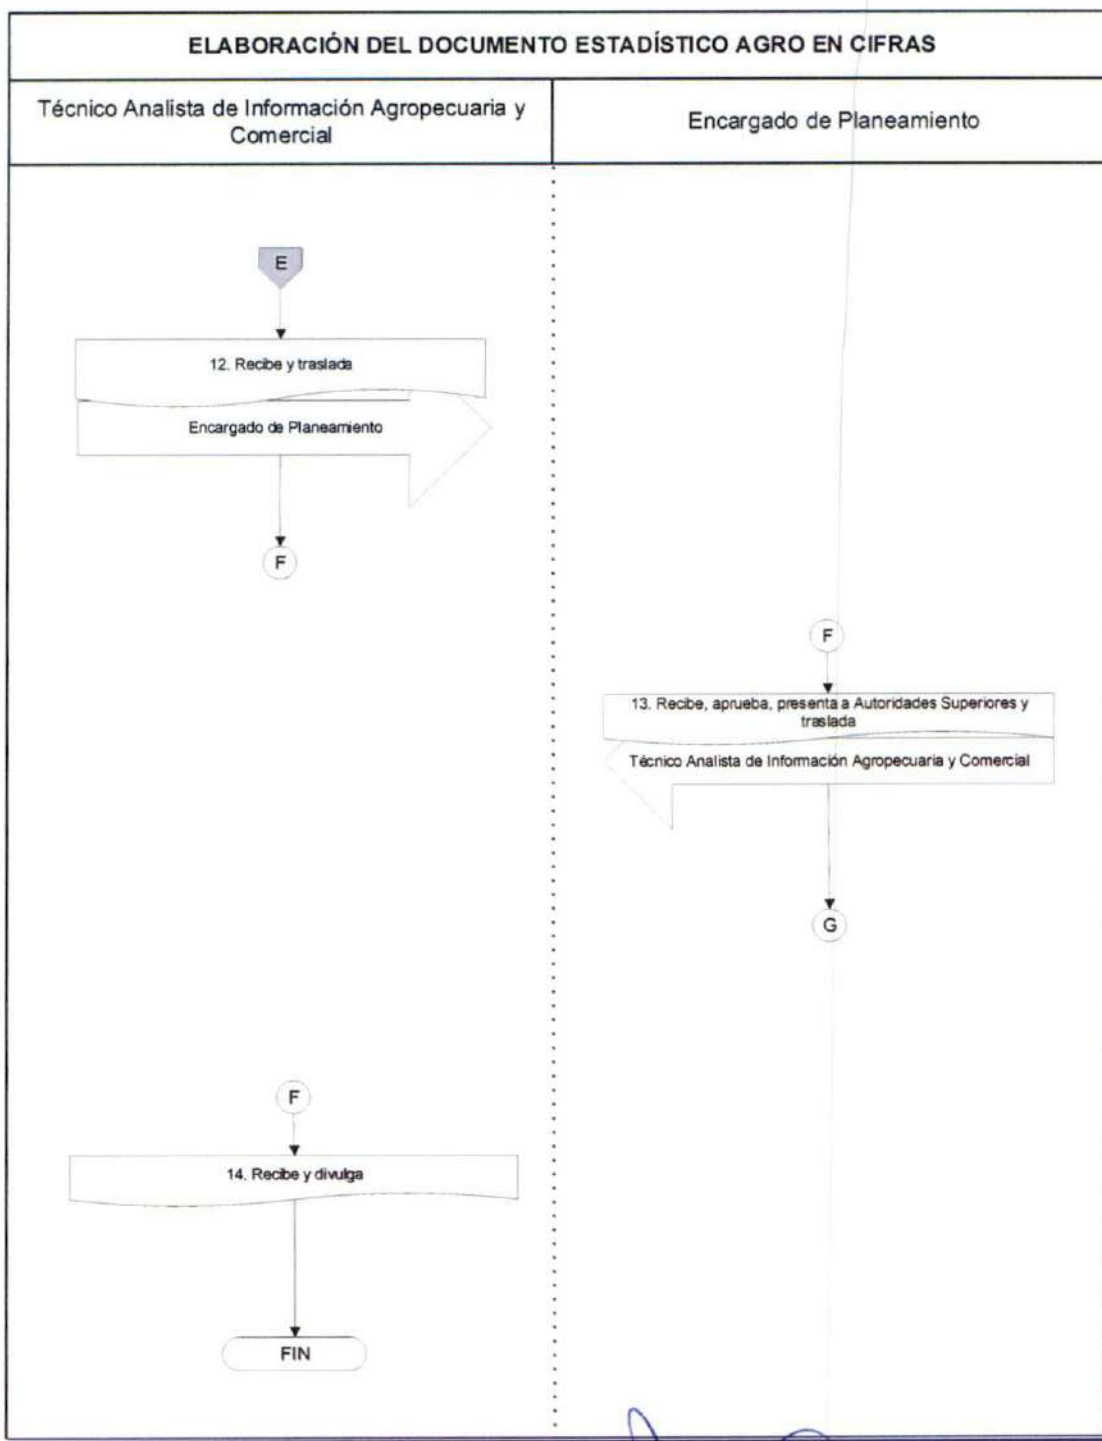 ELABORACIÓN DEL DOCUMENTO ESTADÍSTICO AGRO EN CIFRAS
Técnico Analista de Información Agropecuaria y
Comercial
Encargado de Planeamiento
E
12. Recibe y traslada
Encargado de Planeamiento
F
F
13. Recibe, aprueba, presenta a Autoridades Superiores y
traslada
Técnico Analista de Información Agropecuaria y Comercial
G
F
14. Recibe y divulga
FIN